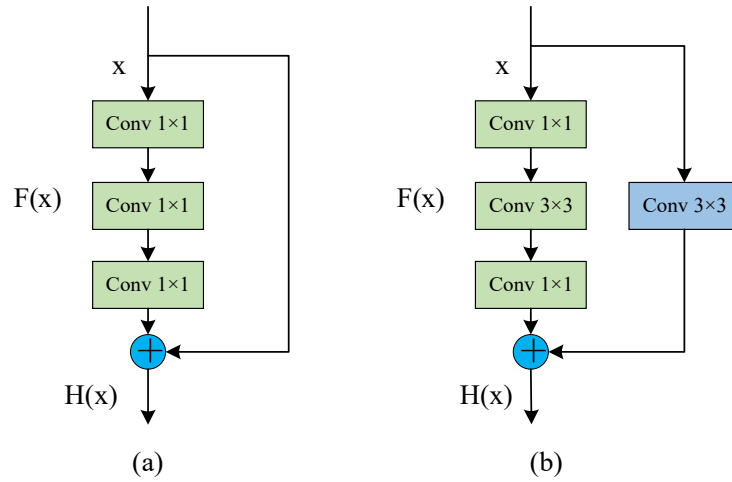 x
Conv 1×1
F(x)
Conv 1×1
Conv 1×1
H(x)
(a)
x
Conv 1×1
F(x)
Conv 3×3
Conv 3×3
Conv 1×1
H(x)
(b)